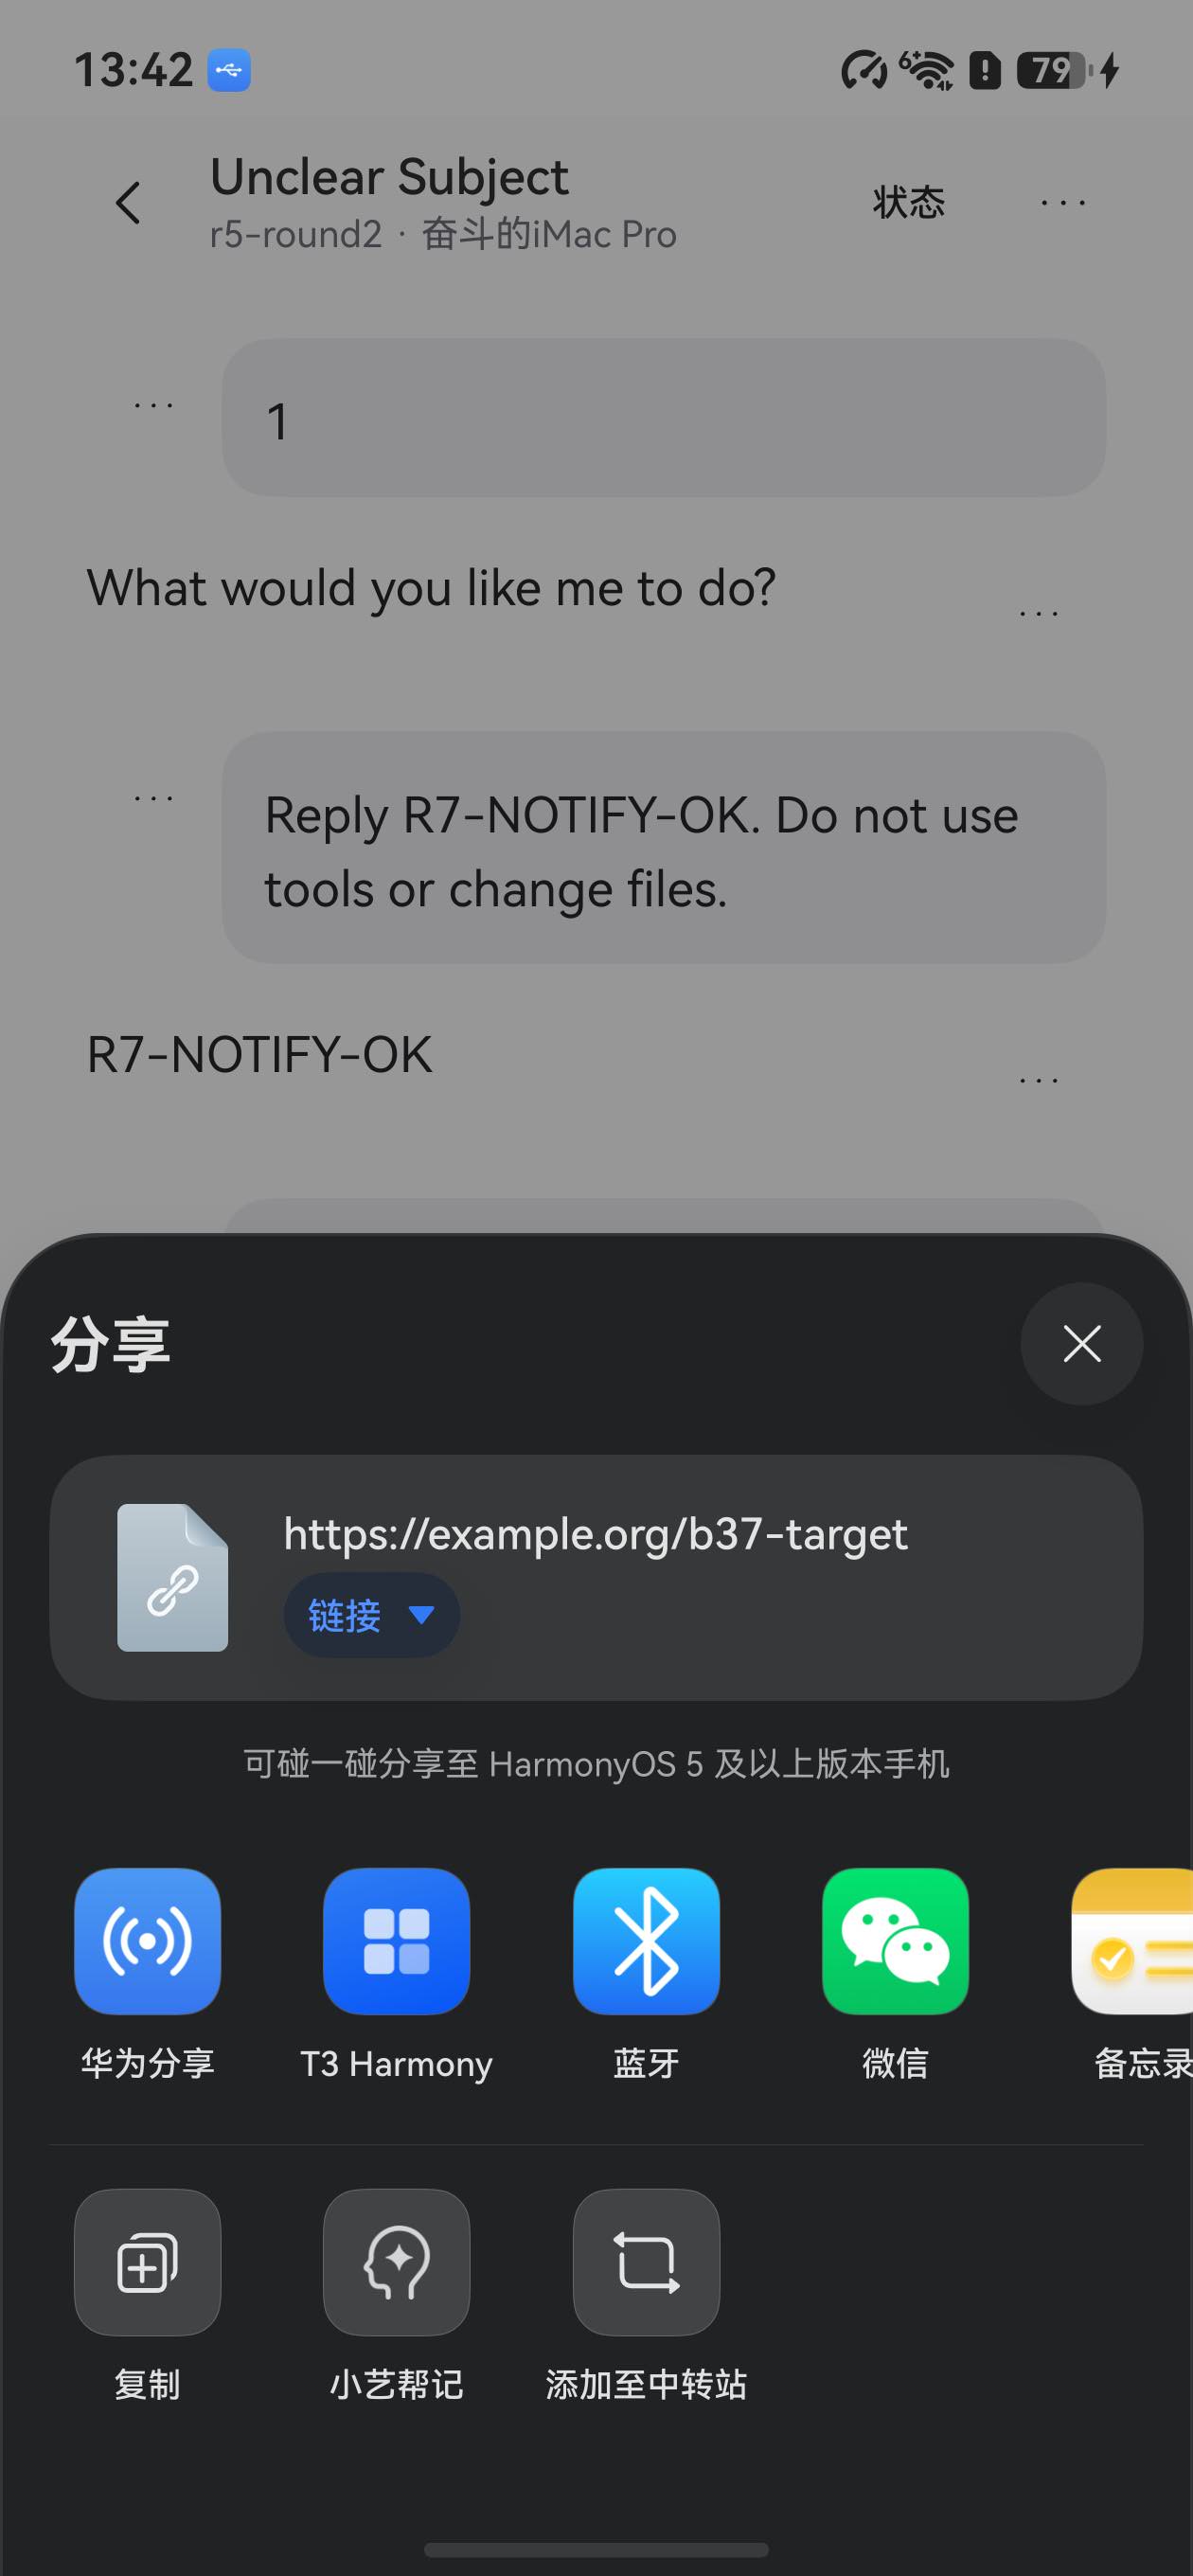 13:42
79
Unclear Subject
r5-round2 · 奋斗的iMac Pro
状态
1
What would you like me to do?
Reply R7-NOTIFY-OK. Do not use
tools or change files.
R7-NOTIFY-OK
分享
https://example.org/b37-target
链接
可碰一碰分享至 HarmonyOS 5 及以上版本手机
华为分享
T3 Harmony
蓝牙
微信
备忘录
复制
小艺帮记
添加至中转站